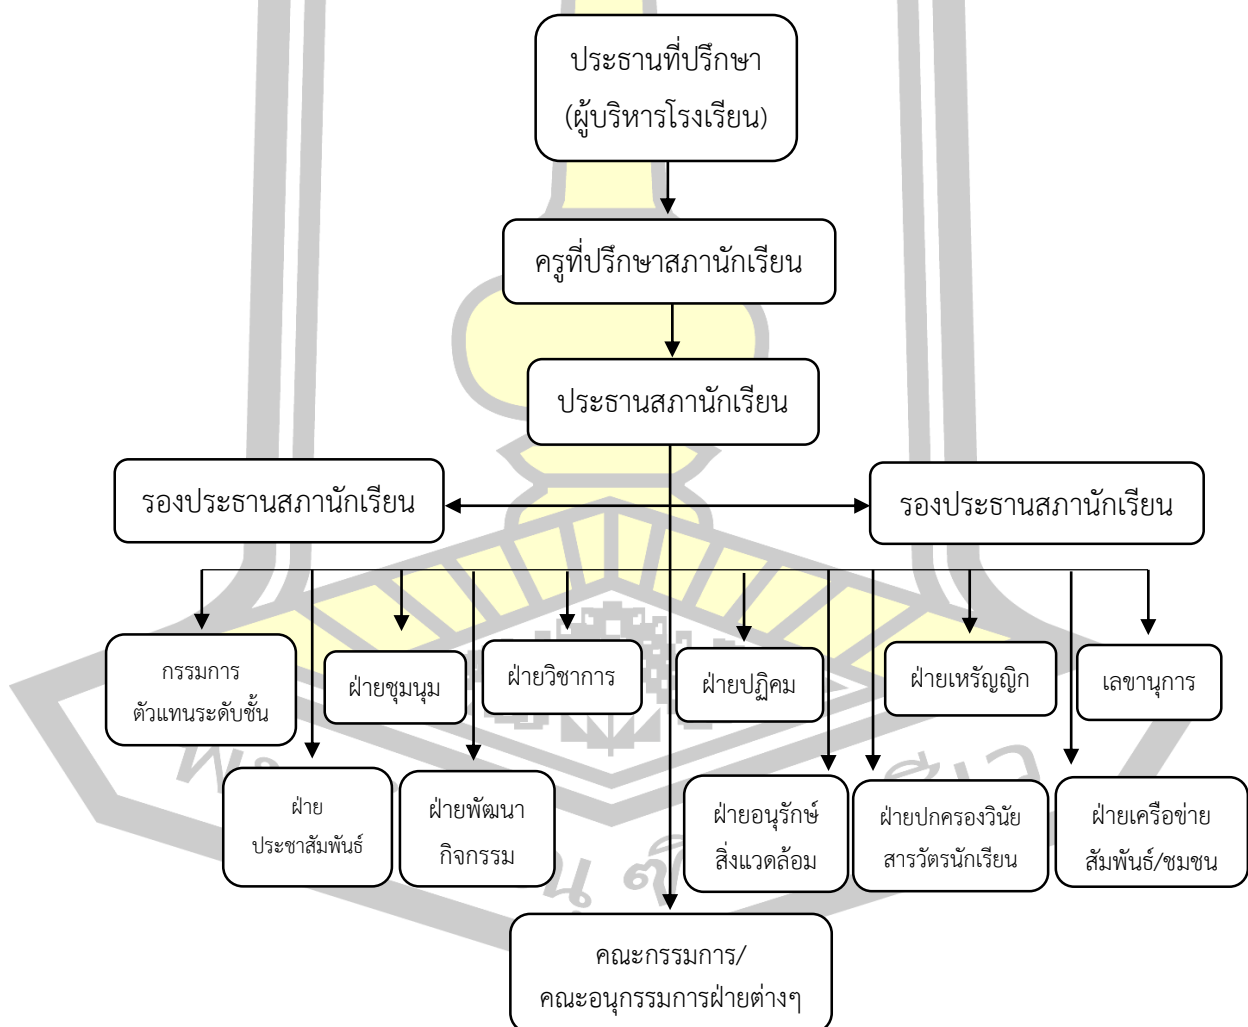 ประธานที่ปรึกษา
(ผู้บริหารโรงเรียน)
ครูที่ปรึกษาสภานักเรียน
ประธานสภานักเรียน
รองประธานสภานักเรียน
รองประธานสภานักเรียน
กรรมการ
ตัวแทนระดับชั้น
ฝ่ายชุมนุม
ฝ่ายวิชาการ
ฝ่ายปฏิคม
ฝ่ายเหรัญญิก
เลขานุการ
ฝ่าย
ประชาสัมพันธ์
ฝ่ายพัฒนา
กิจกรรม
ฝ่ายอนุรักษ์
สิ่งแวดล้อม
ฝ่ายปกครองวินัย
สารวัตรนักเรียน
ฝ่ายเครือข่าย
สัมพันธ์/ชมชน
คณะกรรมการ/
คณะอนุกรรมการฝ่ายต่างๆ